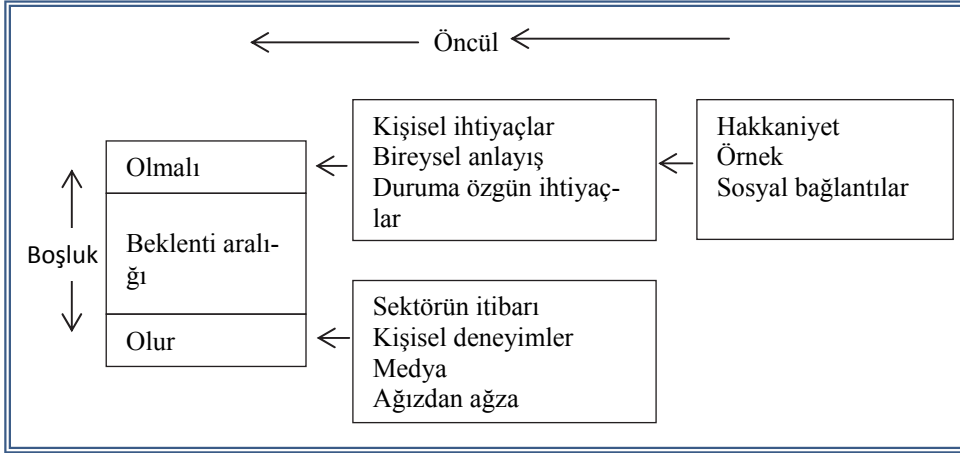 Öncül
Kişisel ihtiyaçlar
Bireysel anlayış
Duruma özgün ihtiyaç-
lar
Hakkaniyet
Örnek
Sosyal bağlantılar
Olmalı
Boşluk
Beklenti aralı-
ğı
Olur
Sektörün itibarı
Kişisel deneyimler
Medya
Ağızdan ağza